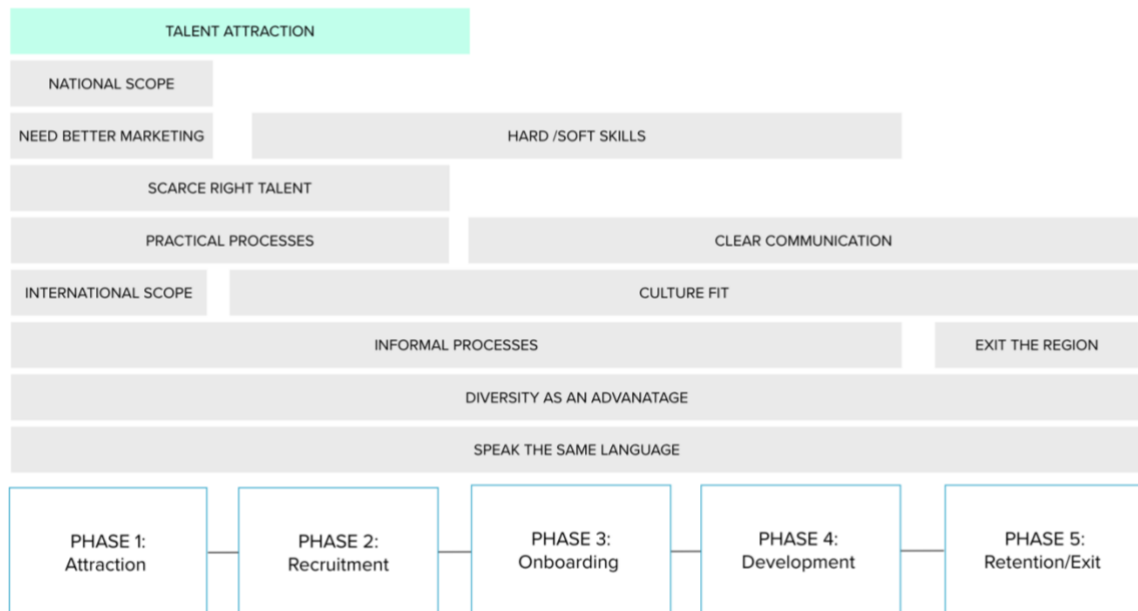 TALENT ATTRACTION
NATIONAL SCOPE
NEED BETTER MARKETING
HARD /SOFT SKILLS
SCARCE RIGHT TALENT
PRACTICAL PROCESSES
CLEAR COMMUNICATION
INTERNATIONAL SCOPE
CULTURE FIT
INFORMAL PROCESSES
EXIT THE REGION
DIVERSITY AS AN ADVANATAGE
SPEAK THE SAME LANGUAGE
PHASE 1:
Attraction
PHASE 2:
Recruitment
PHASE 3:
Onboarding
PHASE 4:
Development
PHASE 5:
Retention/Exit